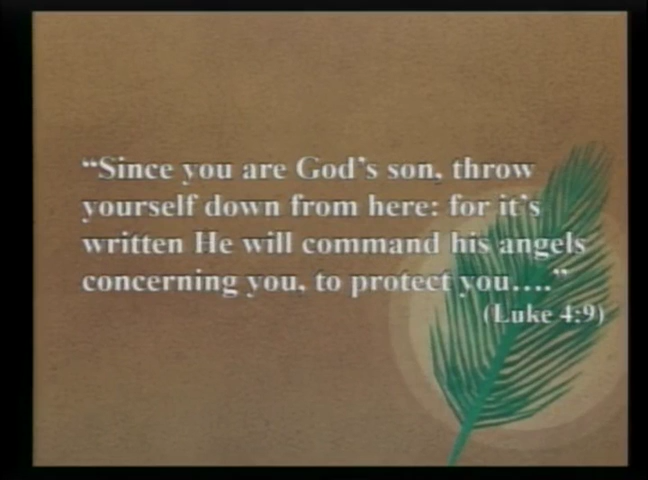 “Since you are God’s son, throw
yourself down from here: for it’s
written He will command his angels
concerning you, to protect you....”
(Luke 4:9)